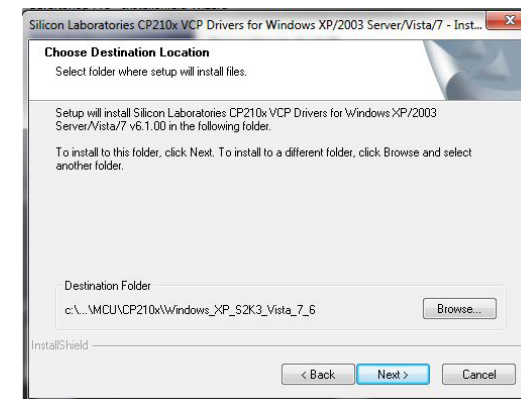 Silicon Laboratories CP210x VCP Drivers for Windows XP/2003 Server/Vista/7 - Inst...
Choose Destination Location
Select folder where setup will install files.
Setup will install Silicon Laboratories CP210x VCP Drivers for Windows XP/2003
Server/Vista/7 v6.1.00 in the following folder.
To install to this folder, click Next. To install to a different folder, click Browse and select
another folder.
Destination Folder
c:\...\MCU\CP210x\Windows_XP_S2K3_Vista_7_6
Browse...
InstallShield
< Back
Next >
Cancel